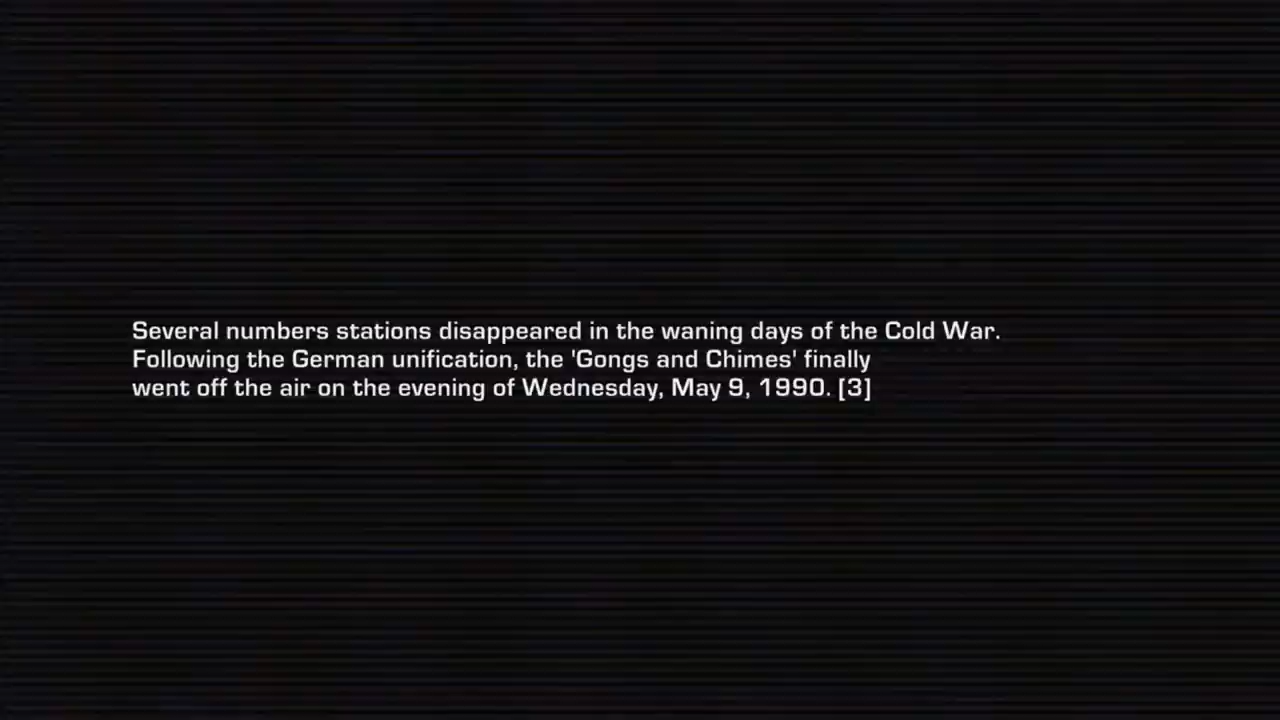 Several numbers stations disappeared in the waning days of the Cold War.
Following the German unification, the 'Gongs and Chimes' finally
went off the air on the evening of Wednesday, May 9, 1990. [3]